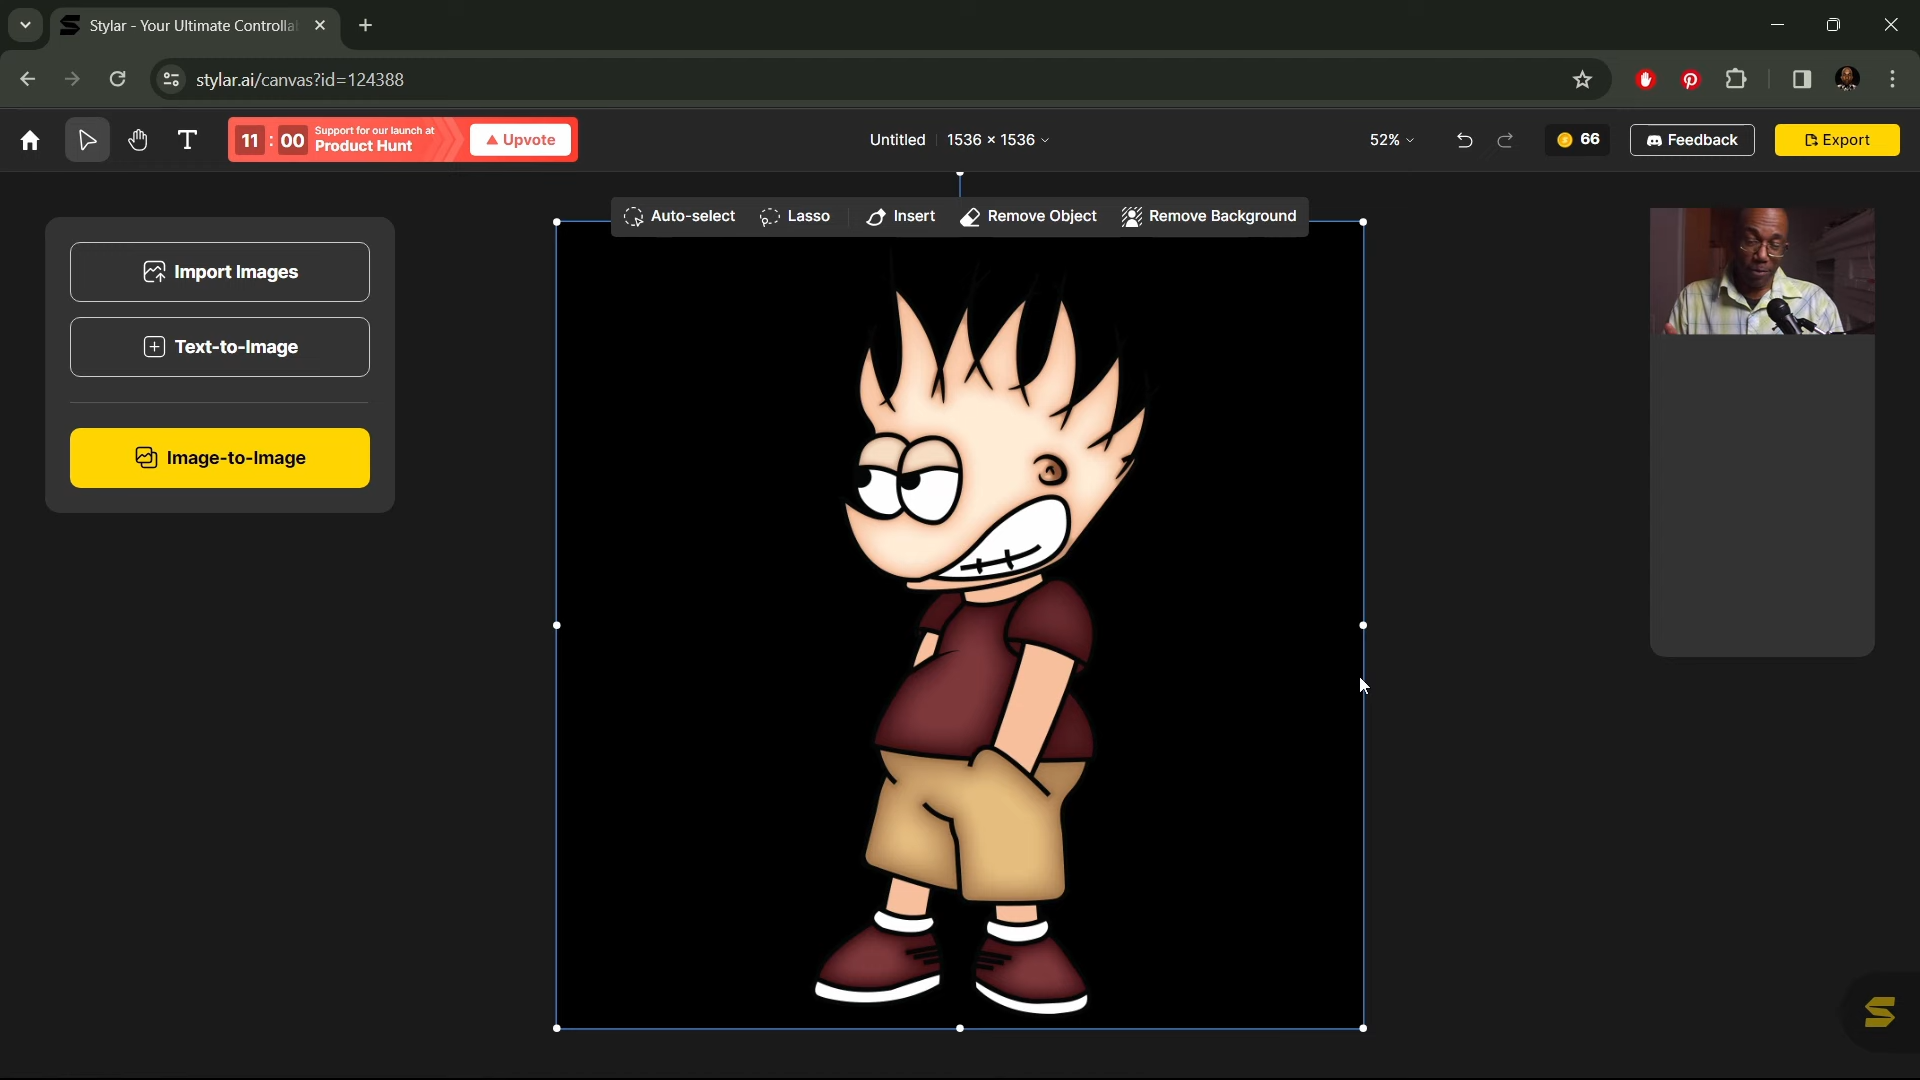 Stylar - Your Ultimate Controlla
stylar.ai/canvas?id=124388
11 : 00 Support for our launch at Product Hunt Upvote
Untitled 1536 × 1536
52%
66
Feedback
Export
Auto-select Lasso Insert Remove Object Remove Background
Import Images
Text-to-Image
Image-to-Image